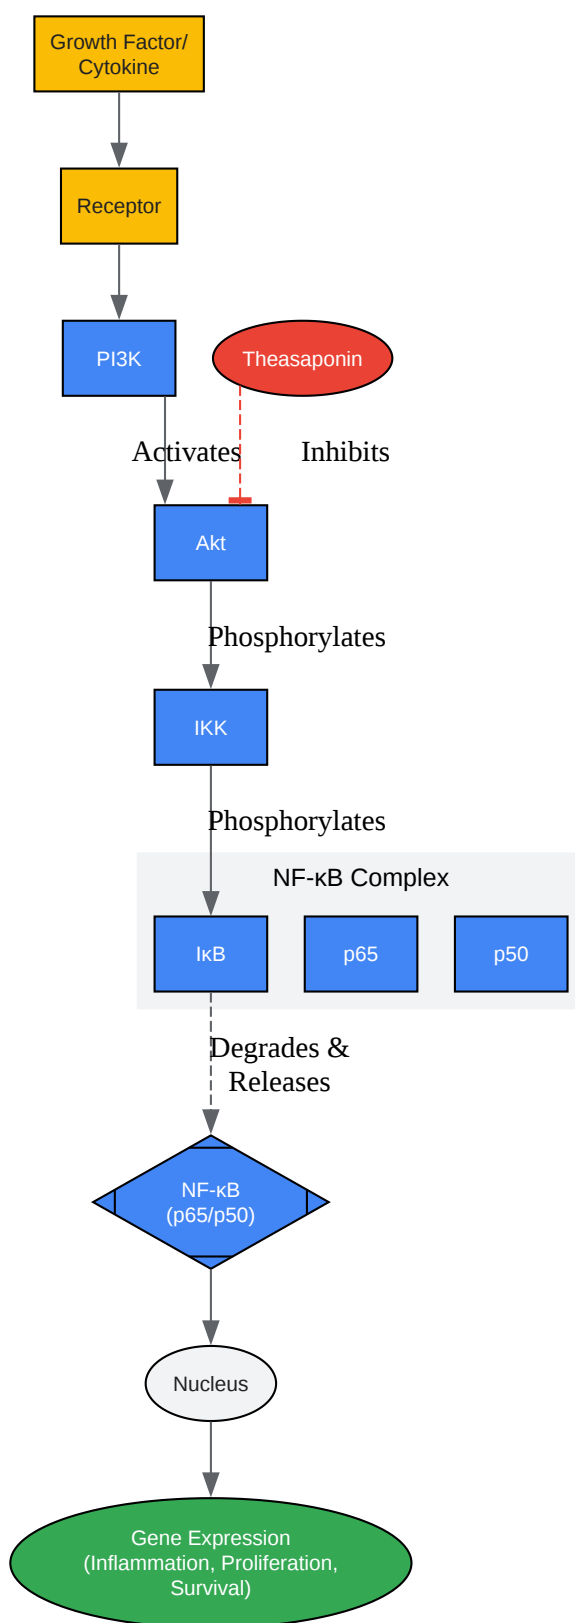 Growth Factor/
Cytokine
Receptor
PI3K
Theasaponin
Activates
Inhibits
Akt
Phosphorylates
IKK
Phosphorylates
NF-κB Complex
IκB
p65
p50
Degrades &
Releases
NF-κB
(p65/p50)
Nucleus
Gene Expression
(Inflammation, Proliferation,
Survival)